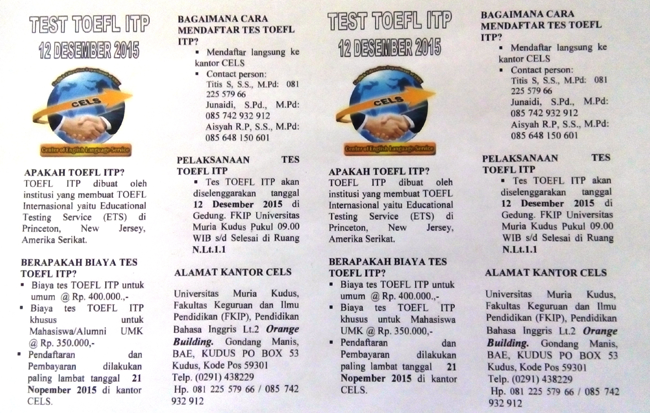 TEST TOEFL ITP
12 DESEMBER 2015
CELS
Center of English Language Service
APAKAH TOEFL ITP?
TOEFL ITP dibuat oleh
institusi yang membuat TOEFL
Internasional yaitu Educational
Testing Service (ETS) di
Princeton, New Jersey,
Amerika Serikat.
BERAPAKAH BIAYA TES
TOEFL ITP?
▪ Biaya tes TOEFL ITP untuk
umum @ Rp. 400.000.,-
▪ Biaya tes TOEFL ITP
khusus untuk
Mahasiswa/Alumni UMK
@ Rp. 350.000,-
▪ Pendaftaran dan
Pembayaran dilakukan
paling lambat tanggal 21
Nopember 2015 di kantor
CELS.
BAGAIMANA CARA
MENDAFTAR TES TOEFL
ITP?
▪ Mendaftar langsung ke
kantor CELS
▪ Contact person:
Titis S, S.S., M.Pd: 081
225 579 66
Junaidi, S.Pd., M.Pd:
085 742 932 912
Aisyah R.P, S.S., M.Pd:
085 648 150 601
PELAKSANAAN TES
TOEFL ITP
▪ Tes TOEFL ITP akan
diselenggarakan tanggal
12 Desember 2015 di
Gedung. FKIP Universitas
Muria Kudus Pukul 09.00
WIB s/d Selesai di Ruang
N.Lt.1.1
ALAMAT KANTOR CELS
Universitas Muria Kudus,
Fakultas Keguruan dan Ilmu
Pendidikan (FKIP), Pendidikan
Bahasa Inggris Lt.2 Orange
Building. Gondang Manis,
BAE, KUDUS PO BOX 53
Kudus, Kode Pos 59301
Telp. (0291) 438229
Hp. 081 225 579 66 / 085 742
932 912
TEST TOEFL ITP
12 DESEMBER 2015
CELS
Center of English Language Service
APAKAH TOEFL ITP?
TOEFL ITP dibuat oleh
institusi yang membuat TOEFL
Internasional yaitu Educational
Testing Service (ETS) di
Princeton, New Jersey,
Amerika Serikat.
BERAPAKAH BIAYA TES
TOEFL ITP?
▪ Biaya tes TOEFL ITP untuk
umum @ Rp. 400.000.,-
▪ Biaya tes TOEFL ITP
khusus untuk Mahasiswa
UMK @ Rp. 350.000,-
▪ Pendaftaran dan
Pembayaran dilakukan
paling lambat tanggal 21
Nopember 2015 di kantor
CELS.
BAGAIMANA CARA
MENDAFTAR TES TOEFL
ITP?
▪ Mendaftar langsung ke
kantor CELS
▪ Contact person:
Titis S, S.S., M.Pd: 081
225 579 66
Junaidi, S.Pd., M.Pd:
085 742 932 912
Aisyah R.P, S.S., M.Pd:
085 648 150 601
PELAKSANAAN TES
TOEFL ITP
▪ Tes TOEFL ITP akan
diselenggarakan tanggal
12 Desember 2015 di
Gedung. FKIP Universitas
Muria Kudus Pukul 09.00
WIB s/d Selesai di Ruang
N.Lt.1.1
ALAMAT KANTOR CELS
Universitas Muria Kudus,
Fakultas Keguruan dan Ilmu
Pendidikan (FKIP), Pendidikan
Bahasa Inggris Lt.2 Orange
Building. Gondang Manis,
BAE, KUDUS PO BOX 53
Kudus, Kode Pos 59301
Telp. (0291) 438229
Hp. 081 225 579 66 / 085 742
932 912